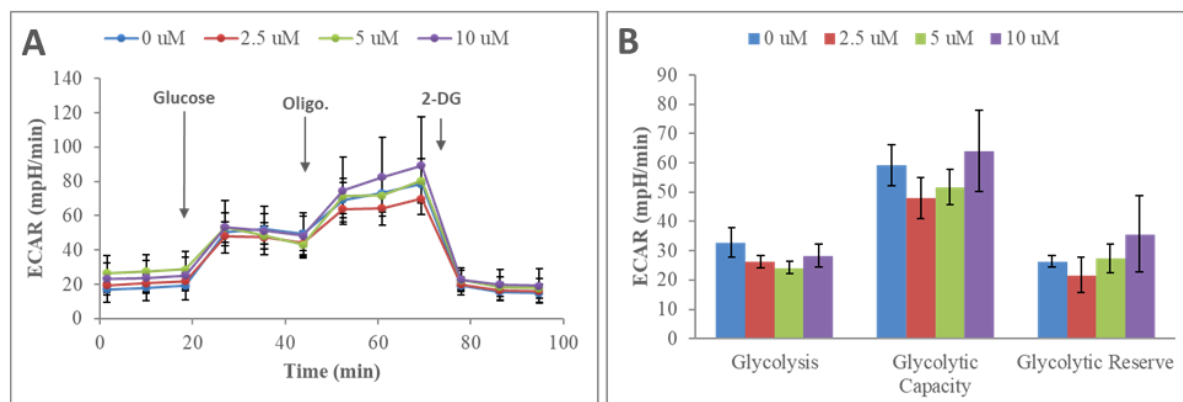 A
0 uM 2.5 uM 5 uM 10 uM
ECAR (mpH/min)
140
120
100
80
60
40
20
0
Glucose
Oligo.
2-DG
0 20 40 60 80 100
Time (min)
B
0 uM 2.5 uM 5 uM 10 uM
ECAR (mpH/min)
90
80
70
60
50
40
30
20
10
0
Glycolysis
Glycolytic
Capacity
Glycolytic Reserve